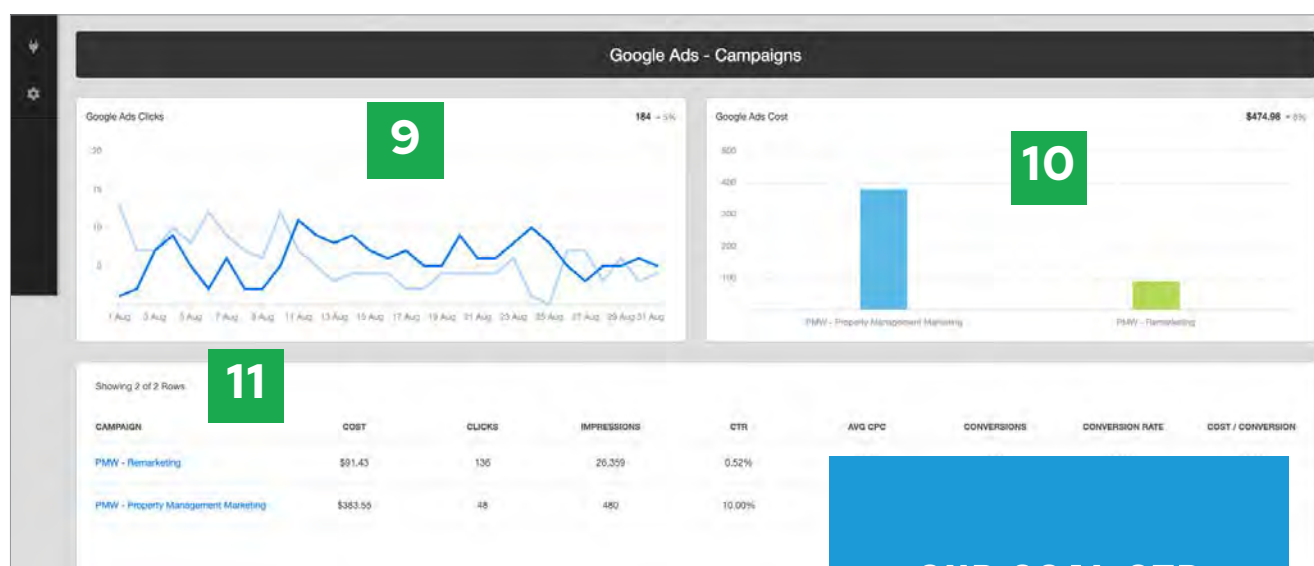 Google Ads - Campaigns
Google Ads Clicks
9
184
5%
20
15
10
5
1 Aug 3 Aug 5 Aug 7 Aug 9 Aug 11 Aug 13 Aug 15 Aug 17 Aug 19 Aug 21 Aug 23 Aug 25 Aug 27 Aug 29 Aug 31 Aug
Google Ads Cost
10
$474.98
500
400
300
200
100
PMW - Property Management Marketing PMW - Remarketing
Showing 2 of 2 Rows
11
CAMPAIGN COST CLICKS IMPRESSIONS CTR AVG CPC CONVERSIONS CONVERSION RATE COST / CONVERSION
PMW - Remarketing $91.43 136 26,359 0.52%
PMW - Property Management Marketing $383.55 48 480 10.00%